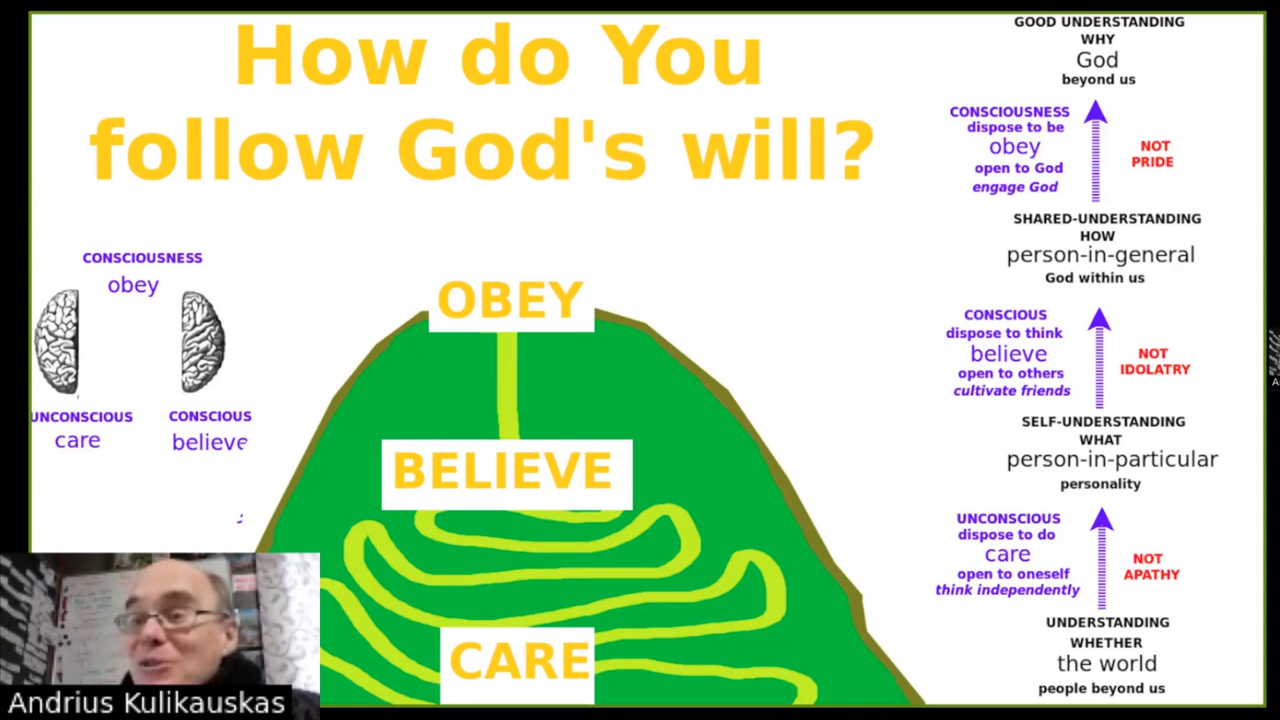 How do You
follow God's will?
CONSCIOUSNESS
obey
UNCONSCIOUS
care
CONSCIOUS
believe
OBEY
BELIEVE
CARE
GOOD UNDERSTANDING
WHY
God
beyond us
CONSCIOUSNESS
dispose to be
obey
open to God
engage God
NOT
PRIDE
SHARED-UNDERSTANDING
HOW
person-in-general
God within us
CONSCIOUS
dispose to think
believe
open to others
cultivate friends
NOT
IDOLATRY
SELF-UNDERSTANDING
WHAT
person-in-particular
personality
UNCONSCIOUS
dispose to do
care
open to oneself
think independently
NOT
APATHY
UNDERSTANDING
WHETHER
the world
people beyond us
Andrius Kulikauskas